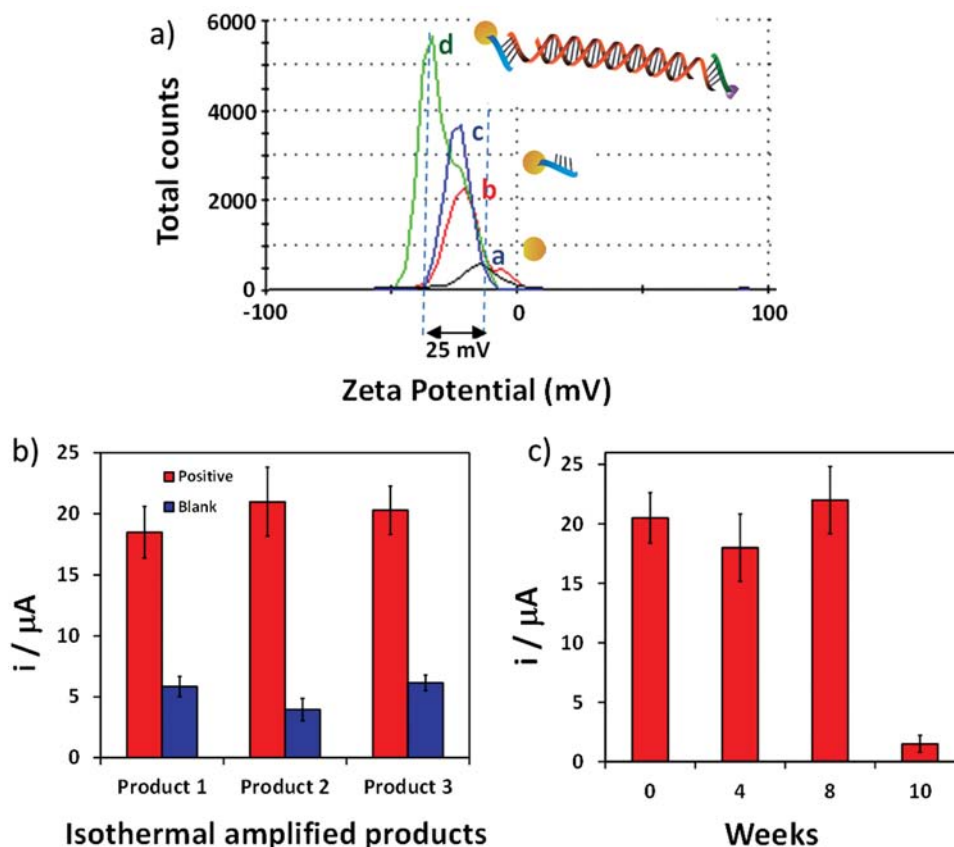 a)
6000
4000
2000
0
Total counts
d
c
b
a
-100
0
100
25 mV
Zeta Potential (mV)
b)
25
20
15
10
5
0
i / µA
Positive
Blank
Product 1 Product 2 Product 3
Isothermal amplified products
c)
25
20
15
10
5
0
i / µA
0 4 8 10
Weeks